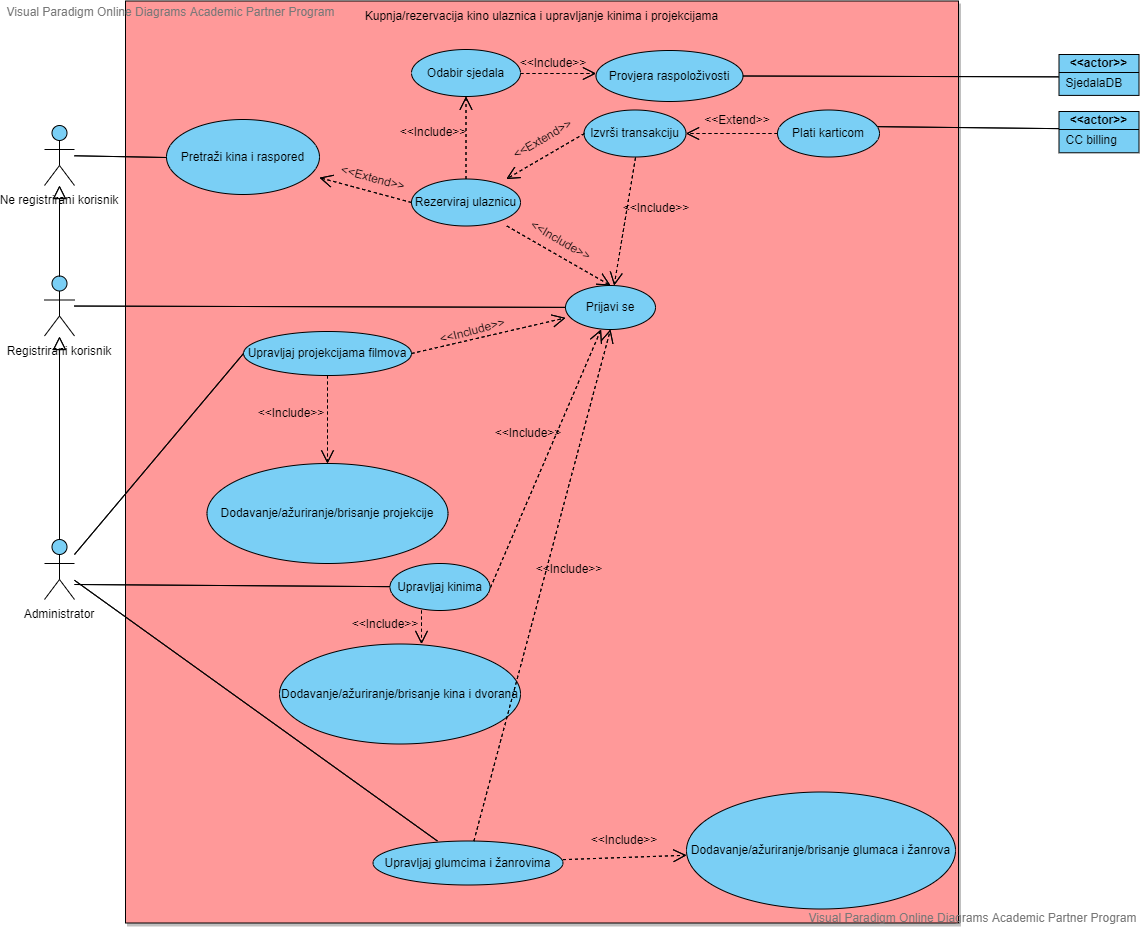 Visual Paradigm Online Diagrams Academic Partner Program
Kupnja/rezervacija kino ulaznica i upravljanje kinima i projekcijama
Odabir sjedala
<<Include>>
Provjera raspoloživosti
<<actor>>
SjedalaDB
<<Include>>
<<Extend>>
Izvrši transakciju
<<Extend>>
Plati karticom
<<actor>>
CC billing
Pretraži kina i raspored
<<Extend>>
Rezerviraj ulaznicu
<<Include>>
Ne registrirani korisnik
<<Include>>
Prijavi se
Registrirani korisnik
Upravljaj projekcijama filmova
<<Include>>
<<Include>>
<<Include>>
Dodavanje/ažuriranje/brisanje projekcije
<<Include>>
Administrator
Upravljaj kinima
<<Include>>
Dodavanje/ažuriranje/brisanje kina i dvorana
Upravljaj glumcima i žanrovima
<<Include>>
Dodavanje/ažuriranje/brisanje glumaca i žanrova
Visual Paradigm Online Diagrams Academic Partner Program